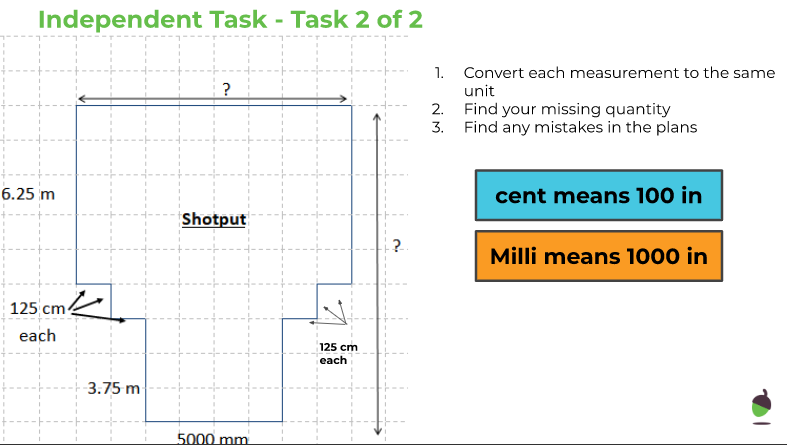 Independent Task - Task 2 of 2
1. Convert each measurement to the same
unit
2. Find your missing quantity
3. Find any mistakes in the plans
?
6.25 m
Shotput
?
cent means 100 in
Milli means 1000 in
125 cm
each
125 cm
each
3.75 m
5000 mm